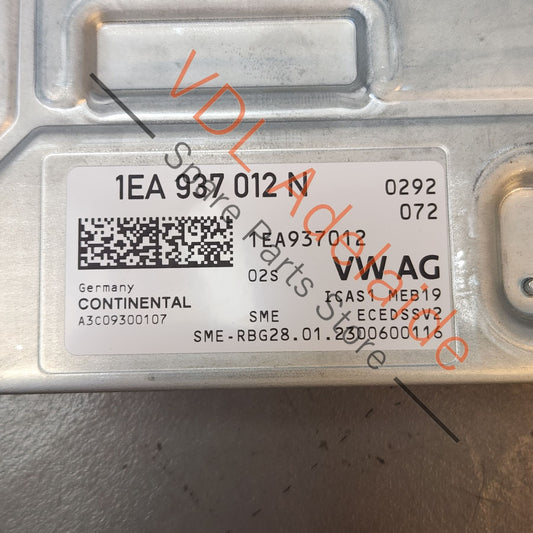 1EA 937 012 N
0292
072
1EA937012
02S
VW AG
Germany
CONTINENTAL
A3C09300107
ICAS1 MEB19
SME
ECEDSSV2
SME-RBG28.01.2300600116
VDL Adelaide
Spare Parts Store